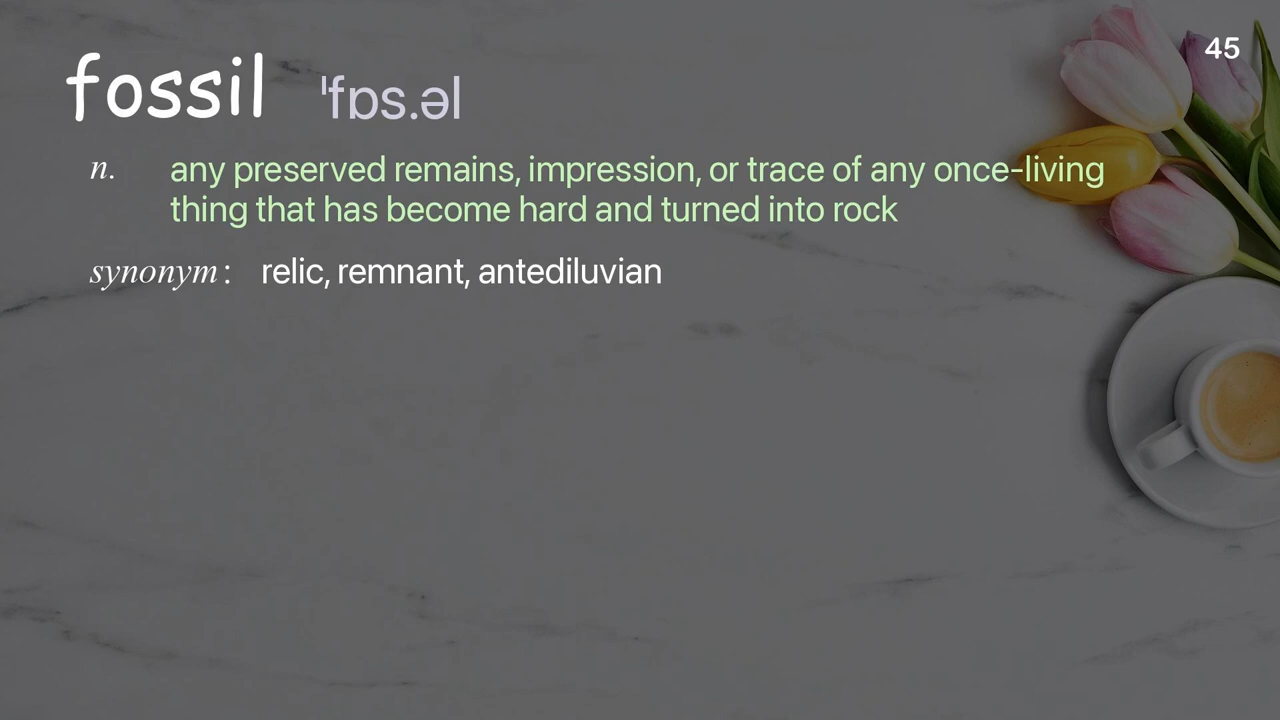 45
fossil ˈfɒs.əl
n. any preserved remains, impression, or trace of any once-living
thing that has become hard and turned into rock
synonym: relic, remnant, antediluvian